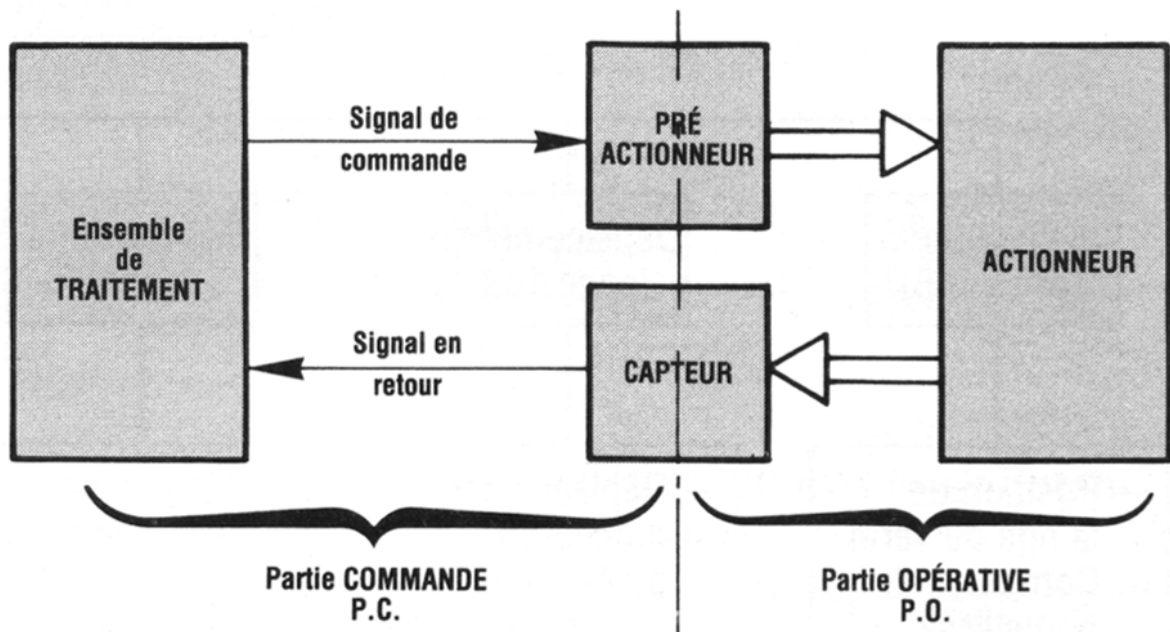 Signal de
commande
PRÉ
ACTIONNEUR
Ensemble
de
TRAITEMENT
ACTIONNEUR
Signal en
retour
CAPTEUR
Partie COMMANDE
P.C.
Partie OPÉRATIVE
P.O.